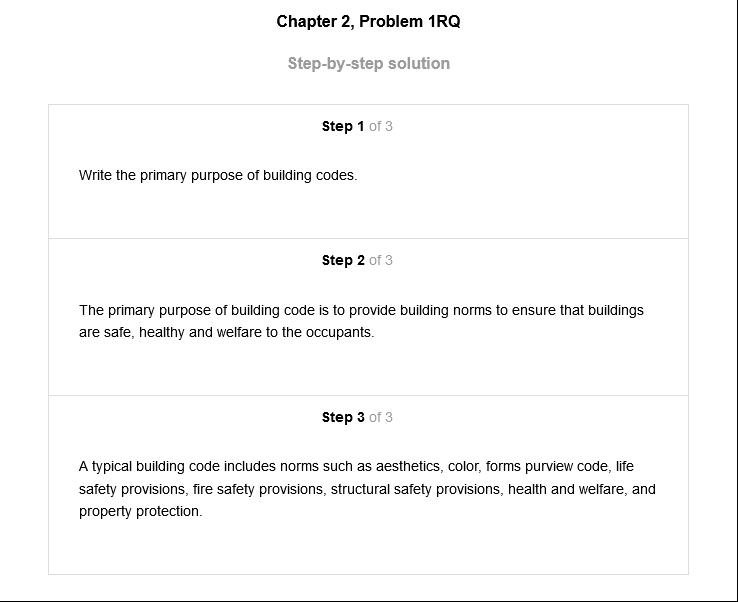 Chapter 2, Problem 1RQ
Step-by-step solution
Step 1 of 3
Write the primary purpose of building codes.
Step 2 of 3
The primary purpose of building code is to provide building norms to ensure that buildings
are safe, healthy and welfare to the occupants.
Step 3 of 3
A typical building code includes norms such as aesthetics, color, forms purview code, life
safety provisions, fire safety provisions, structural safety provisions, health and welfare, and
property protection.